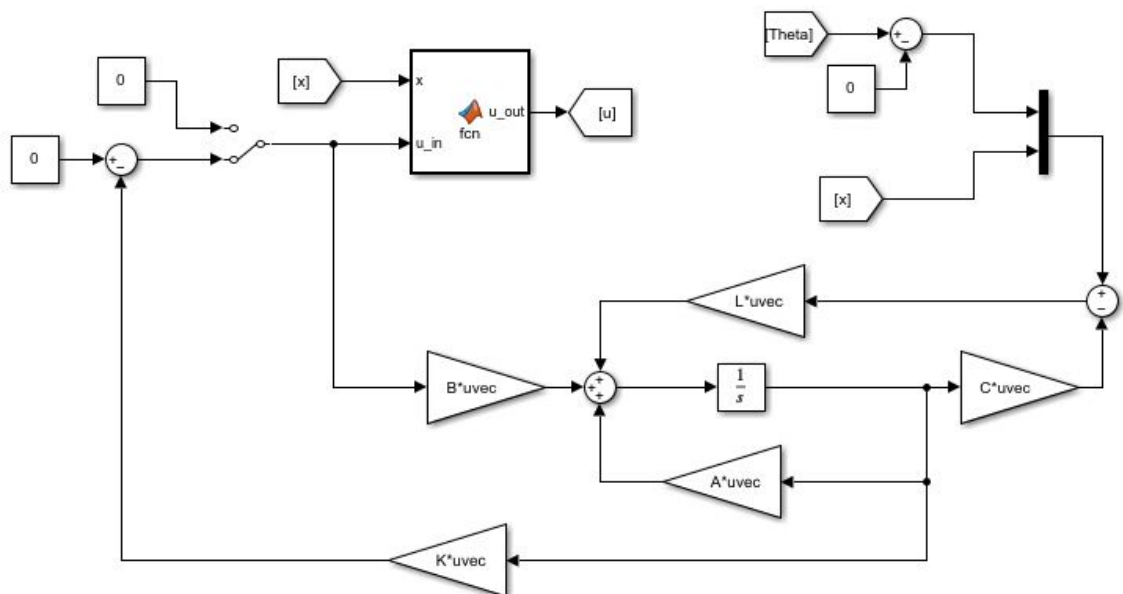 [Theta]
+
−
0
0
[x]
x
u_out
[u]
fcn
u_in
0
+
−
[x]
L*uvec
+
−
B*uvec
+
+
+
1
s
C*uvec
A*uvec
K*uvec